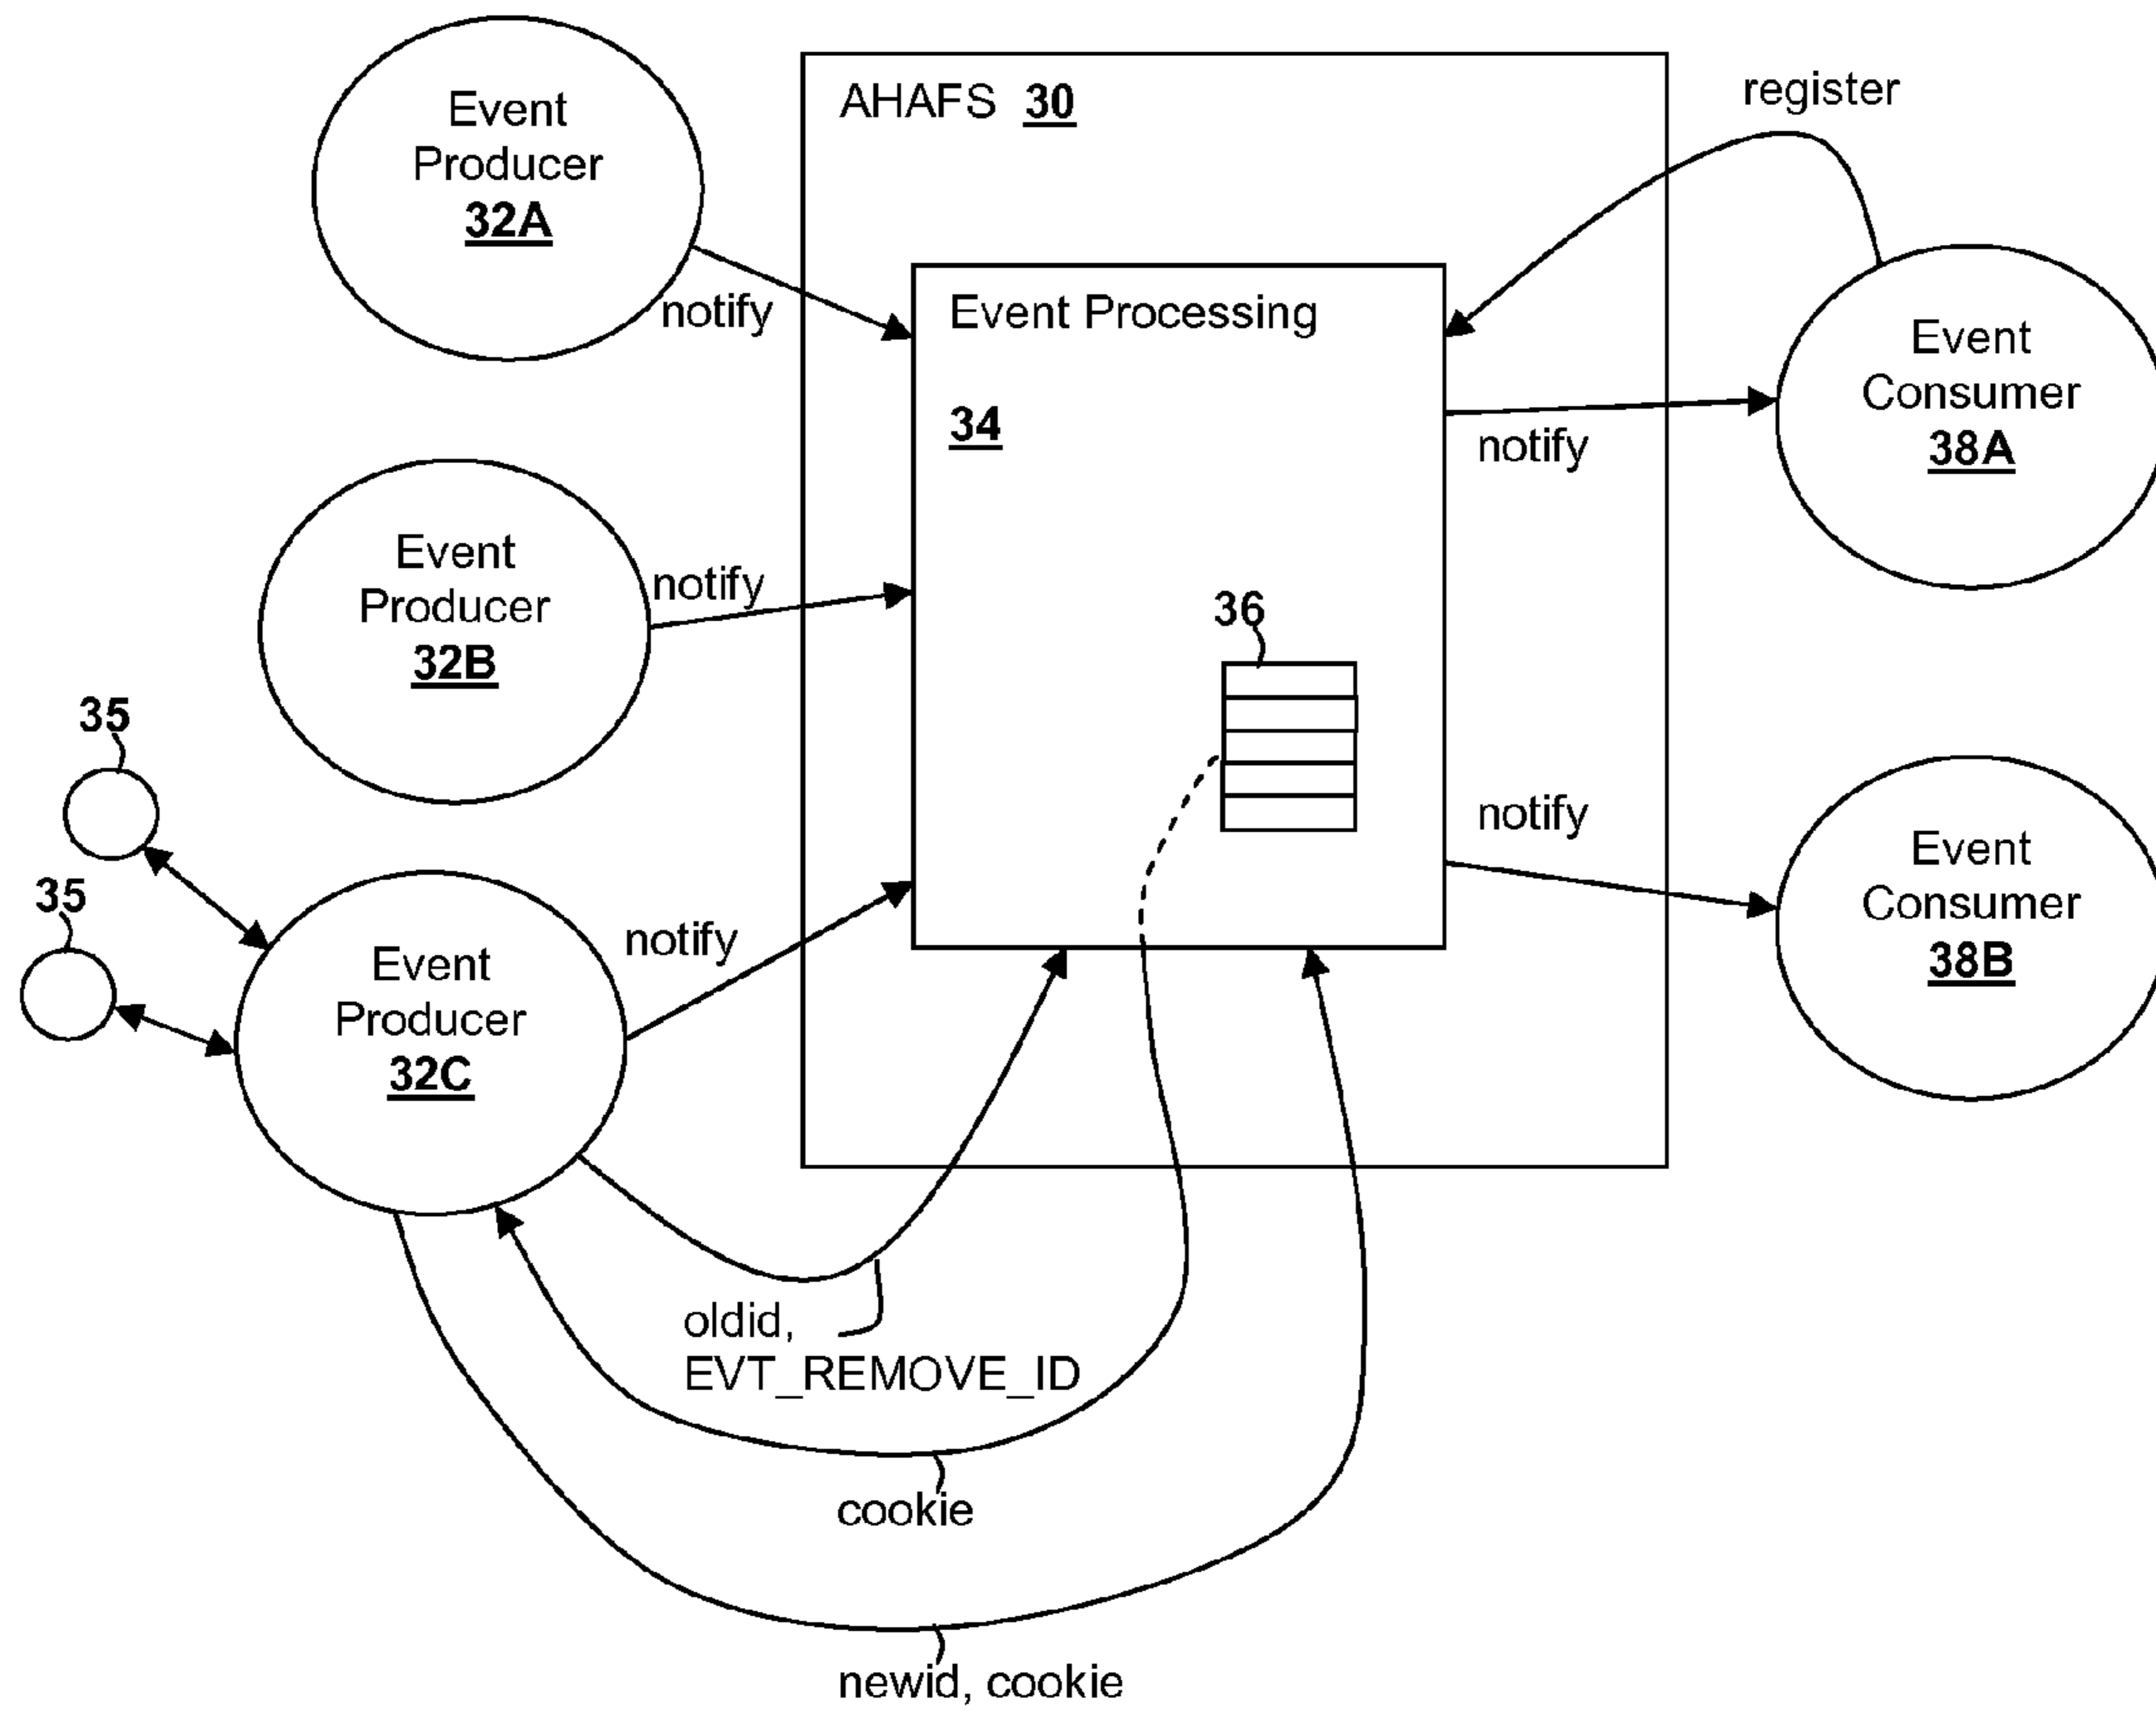 Event
Producer
32A
AHAFS 30
register
notify
Event Processing
34
Event
Consumer
38A
notify
Event
Producer
32B
notify
36
35
notify
Event
Consumer
38B
35
notify
Event
Producer
32C
oldid,
EVT_REMOVE_ID
cookie
newid, cookie